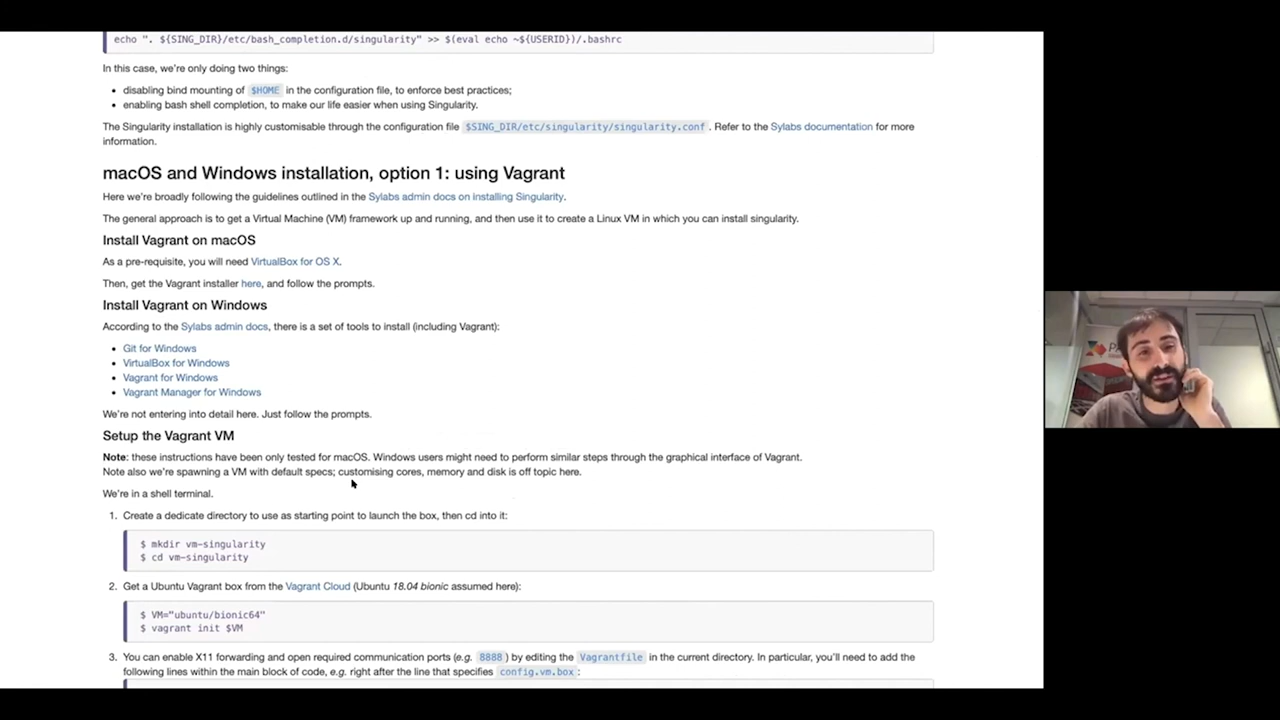 echo ". ${SING_DIR}/etc/bash_completion.d/singularity" >> $(eval echo ~${USERID})/.bashrc
In this case, we're only doing two things:
• disabling bind mounting of $HOME in the configuration file, to enforce best practices;
• enabling bash shell completion, to make our life easier when using Singularity.
The Singularity installation is highly customisable through the configuration file $SING_DIR/etc/singularity/singularity.conf. Refer to the Sylabs documentation for more
information.
macOS and Windows installation, option 1: using Vagrant
Here we're broadly following the guidelines outlined in the Sylabs admin docs on installing Singularity.
The general approach is to get a Virtual Machine (VM) framework up and running, and then use it to create a Linux VM in which you can install singularity.
Install Vagrant on macOS
As a pre-requisite, you will need VirtualBox for OS X.
Then, get the Vagrant installer here, and follow the prompts.
Install Vagrant on Windows
According to the Sylabs admin docs, there is a set of tools to install (including Vagrant):
• Git for Windows
• VirtualBox for Windows
• Vagrant for Windows
• Vagrant Manager for Windows
We're not entering into detail here. Just follow the prompts.
Setup the Vagrant VM
Note: these instructions have been only tested for macOS. Windows users might need to perform similar steps through the graphical interface of Vagrant.
Note also we're spawning a VM with default specs; customising cores, memory and disk is off topic here.
We're in a shell terminal.
1. Create a dedicate directory to use as starting point to launch the box, then cd into it:
$ mkdir vm-singularity
$ cd vm-singularity
2. Get a Ubuntu Vagrant box from the Vagrant Cloud (Ubuntu 18.04 bionic assumed here):
$ VM="ubuntu/bionic64"
$ vagrant init $VM
3. You can enable X11 forwarding and open required communication ports (e.g. 8888) by editing the Vagrantfile in the current directory. In particular, you'll need to add the
following lines within the main block of code, e.g. right after the line that specifies config.vm.box: